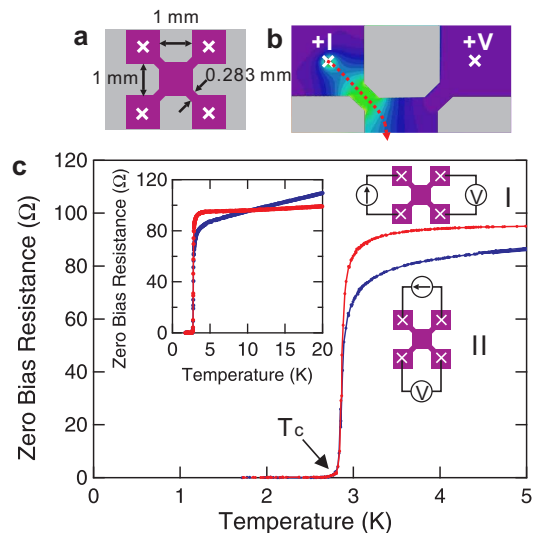 a
1 mm
1 mm
0.283 mm
b
+I
+V
c
Zero Bias Resistance (Ω)
120
100
80
60
40
20
0
0
1
2
3
4
5
Temperature (K)
Zero Bias Resistance (Ω)
120
80
40
0
0
5
10
15
20
Temperature (K)
V
I
II
V
Tc